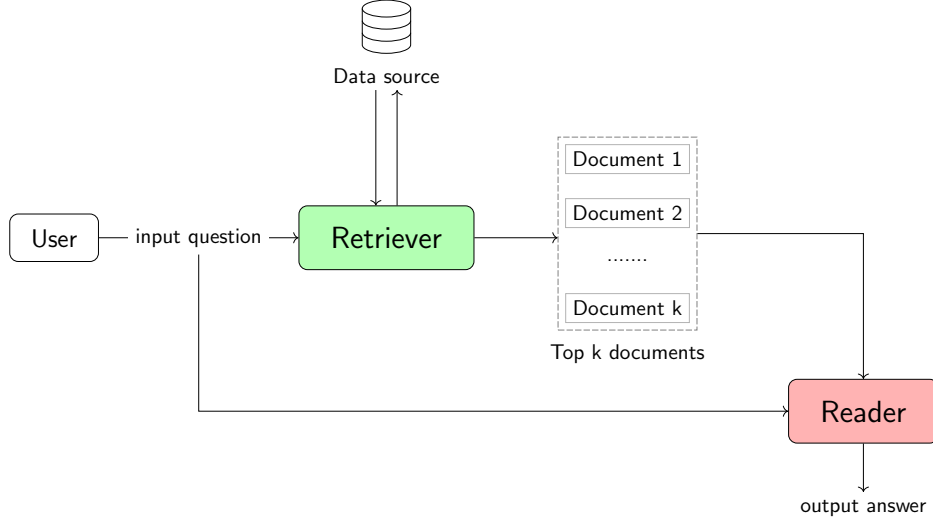 Data source
Document 1
Document 2
.......
Document k
Top k documents
User
input question
Retriever
Reader
output answer